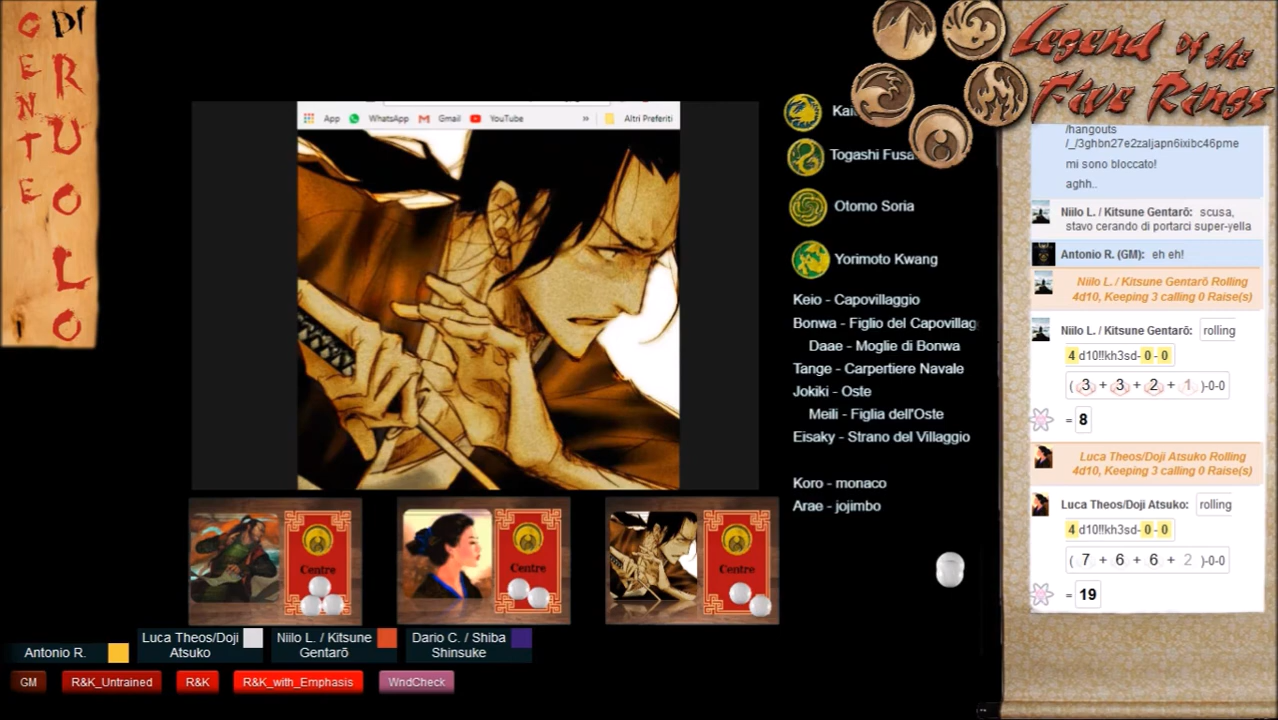 GENTE
DI
RUOLO
App WhatsApp Gmail YouTube » Altri Preferiti
Togashi Fusa
Otomo Soria
Yorimoto Kwang
Keio - Capovillaggio
Bonwa - Figlio del Capovillag
Daae - Moglie di Bonwa
Tange - Carpertiere Navale
Jokiki - Oste
Meili - Figlia dell'Oste
Eisaky - Strano del Villaggio
Koro - monaco
Arae - jojimbo
Centre
Centre
Centre
Antonio R.
Luca Theos/Doji
Atsuko
Niilo L. / Kitsune
Gentarō
Dario C. / Shiba
Shinsuke
GM R&K_Untrained R&K R&K_with_Emphasis WndCheck
Legend of the
Five Rings
/hangouts
/_/3ghbn27e2zaljapn6ixibc46pme
mi sono bloccato!
aghh..
Niilo L. / Kitsune Gentarō: scusa,
stavo cerando di portarci super-yella
Antonio R. (GM): eh eh!
Niilo L. / Kitsune Gentarō Rolling
4d10, Keeping 3 calling 0 Raise(s)
Niilo L. / Kitsune Gentarō: rolling
4 d10!!kh3sd-0-0
(3+3+2+1)-0-0
= 8
Luca Theos/Doji Atsuko Rolling
4d10, Keeping 3 calling 0 Raise(s)
Luca Theos/Doji Atsuko: rolling
4 d10!!kh3sd-0-0
(7+6+6+2)-0-0
= 19